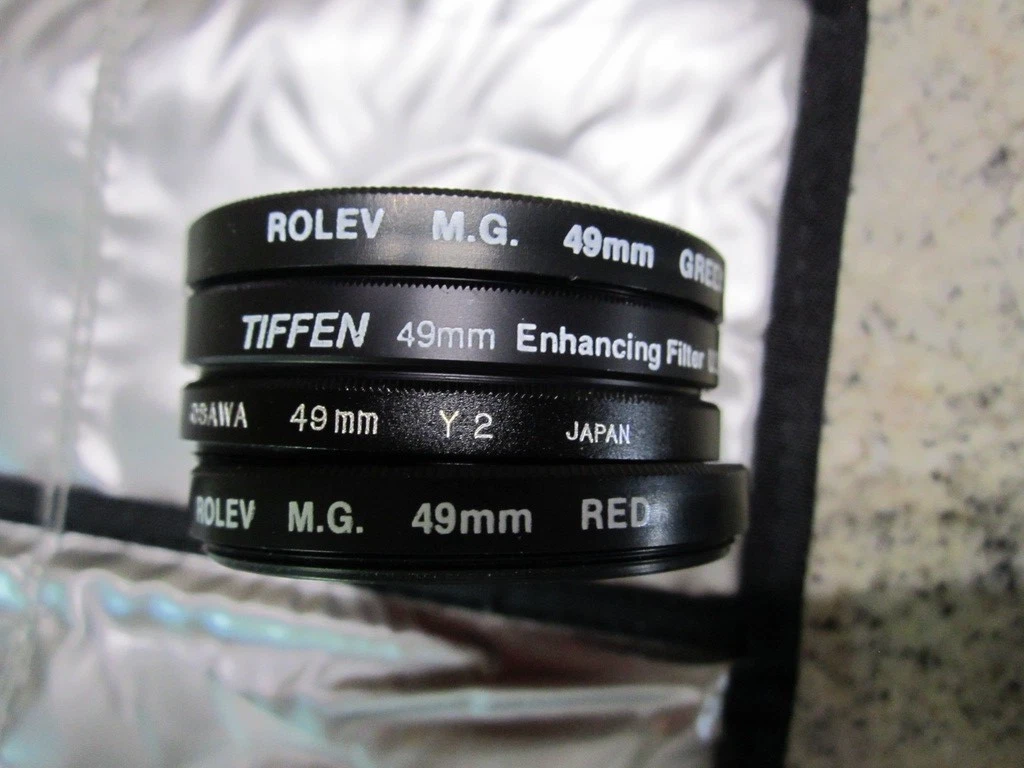 ROLEV M.G. 49mm
TIFFEN 49mm Enhancing Filter
49mm Y2 JAPAN
ROLEV M.G. 49mm RED